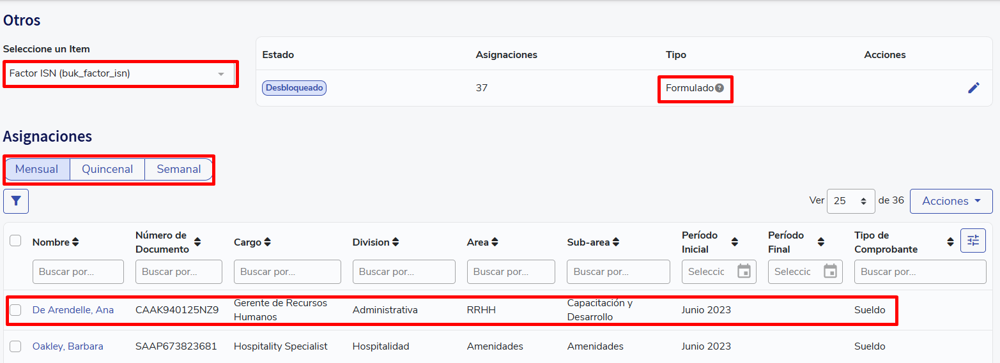 Otros
Seleccione un Item
Factor ISN (buk_factor_isn)
Estado Asignaciones Tipo Acciones
Desbloqueado 37 Formulado ?
Asignaciones
Mensual Quincenal Semanal
Ver 25 de 36 Acciones
Nombre Número de Documento Cargo Division Area Sub-area Período Inicial Período Final Tipo de Comprobante
Buscar por... Buscar por... Buscar por... Buscar por... Buscar por... Buscar por... Seleccic Seleccic Buscar por...
De Arendelle, Ana CAAK940125NZ9 Gerente de Recursos Humanos Administrativa RRHH Capacitación y Desarrollo Junio 2023 Sueldo
Oakley, Barbara SAAP673823681 Hospitality Specialist Hospitalidad Amenidades Amenidades Junio 2023 Sueldo